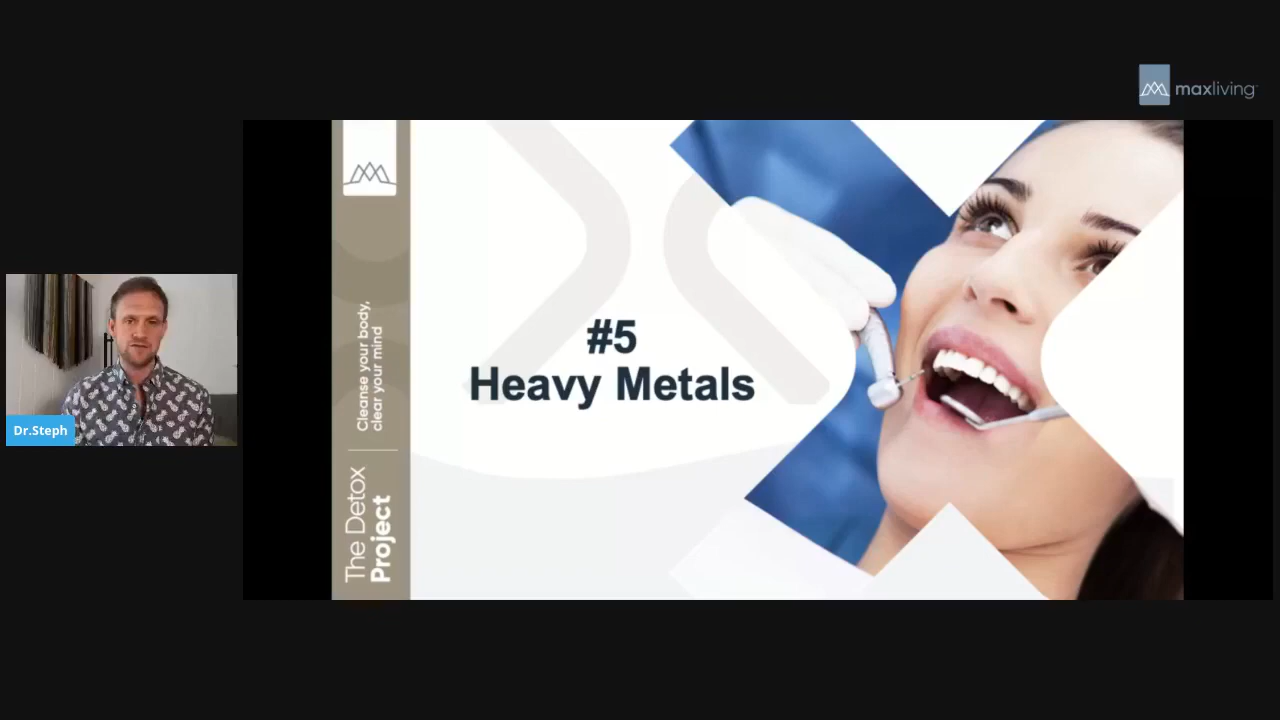 maxliving
Cleanse your body,
clear your mind
The Detox
Project
#5
Heavy Metals
Dr.Steph